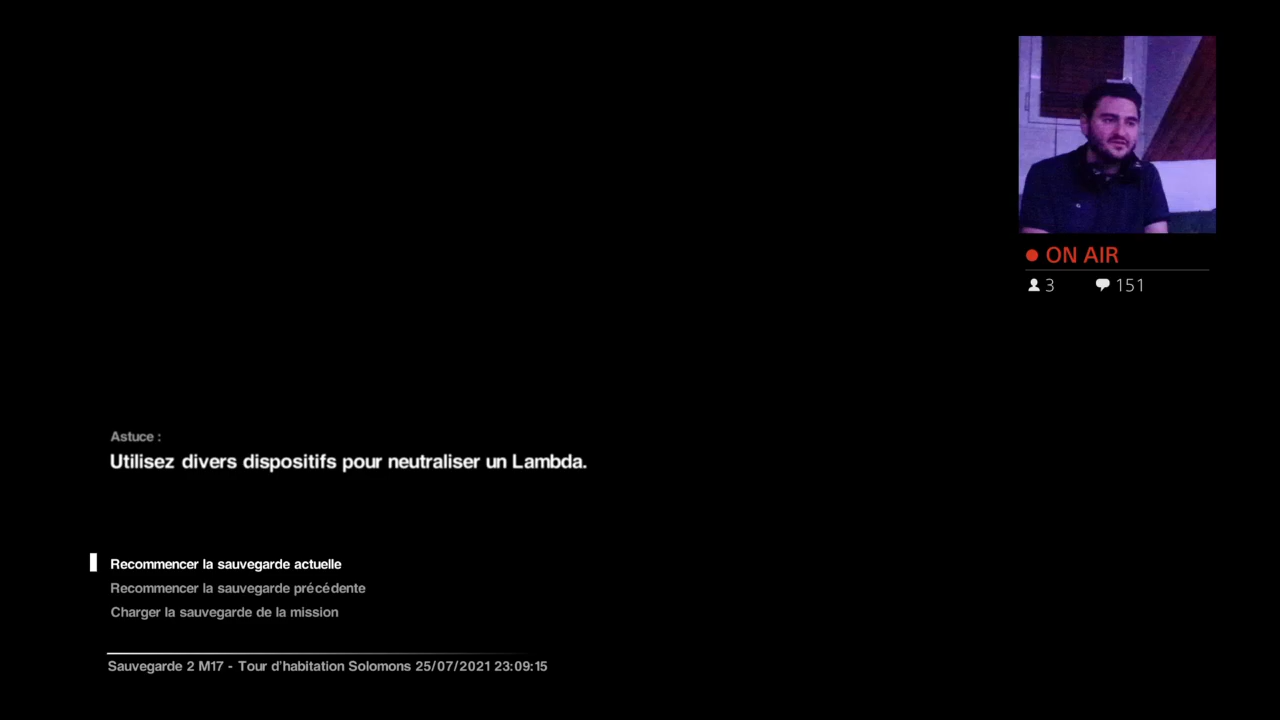 ON AIR
3 151
Astuce :
Utilisez divers dispositifs pour neutraliser un Lambda.
Recommencer la sauvegarde actuelle
Recommencer la sauvegarde précédente
Charger la sauvegarde de la mission
Sauvegarde 2 M17 - Tour d'habitation Solomons 25/07/2021 23:09:15